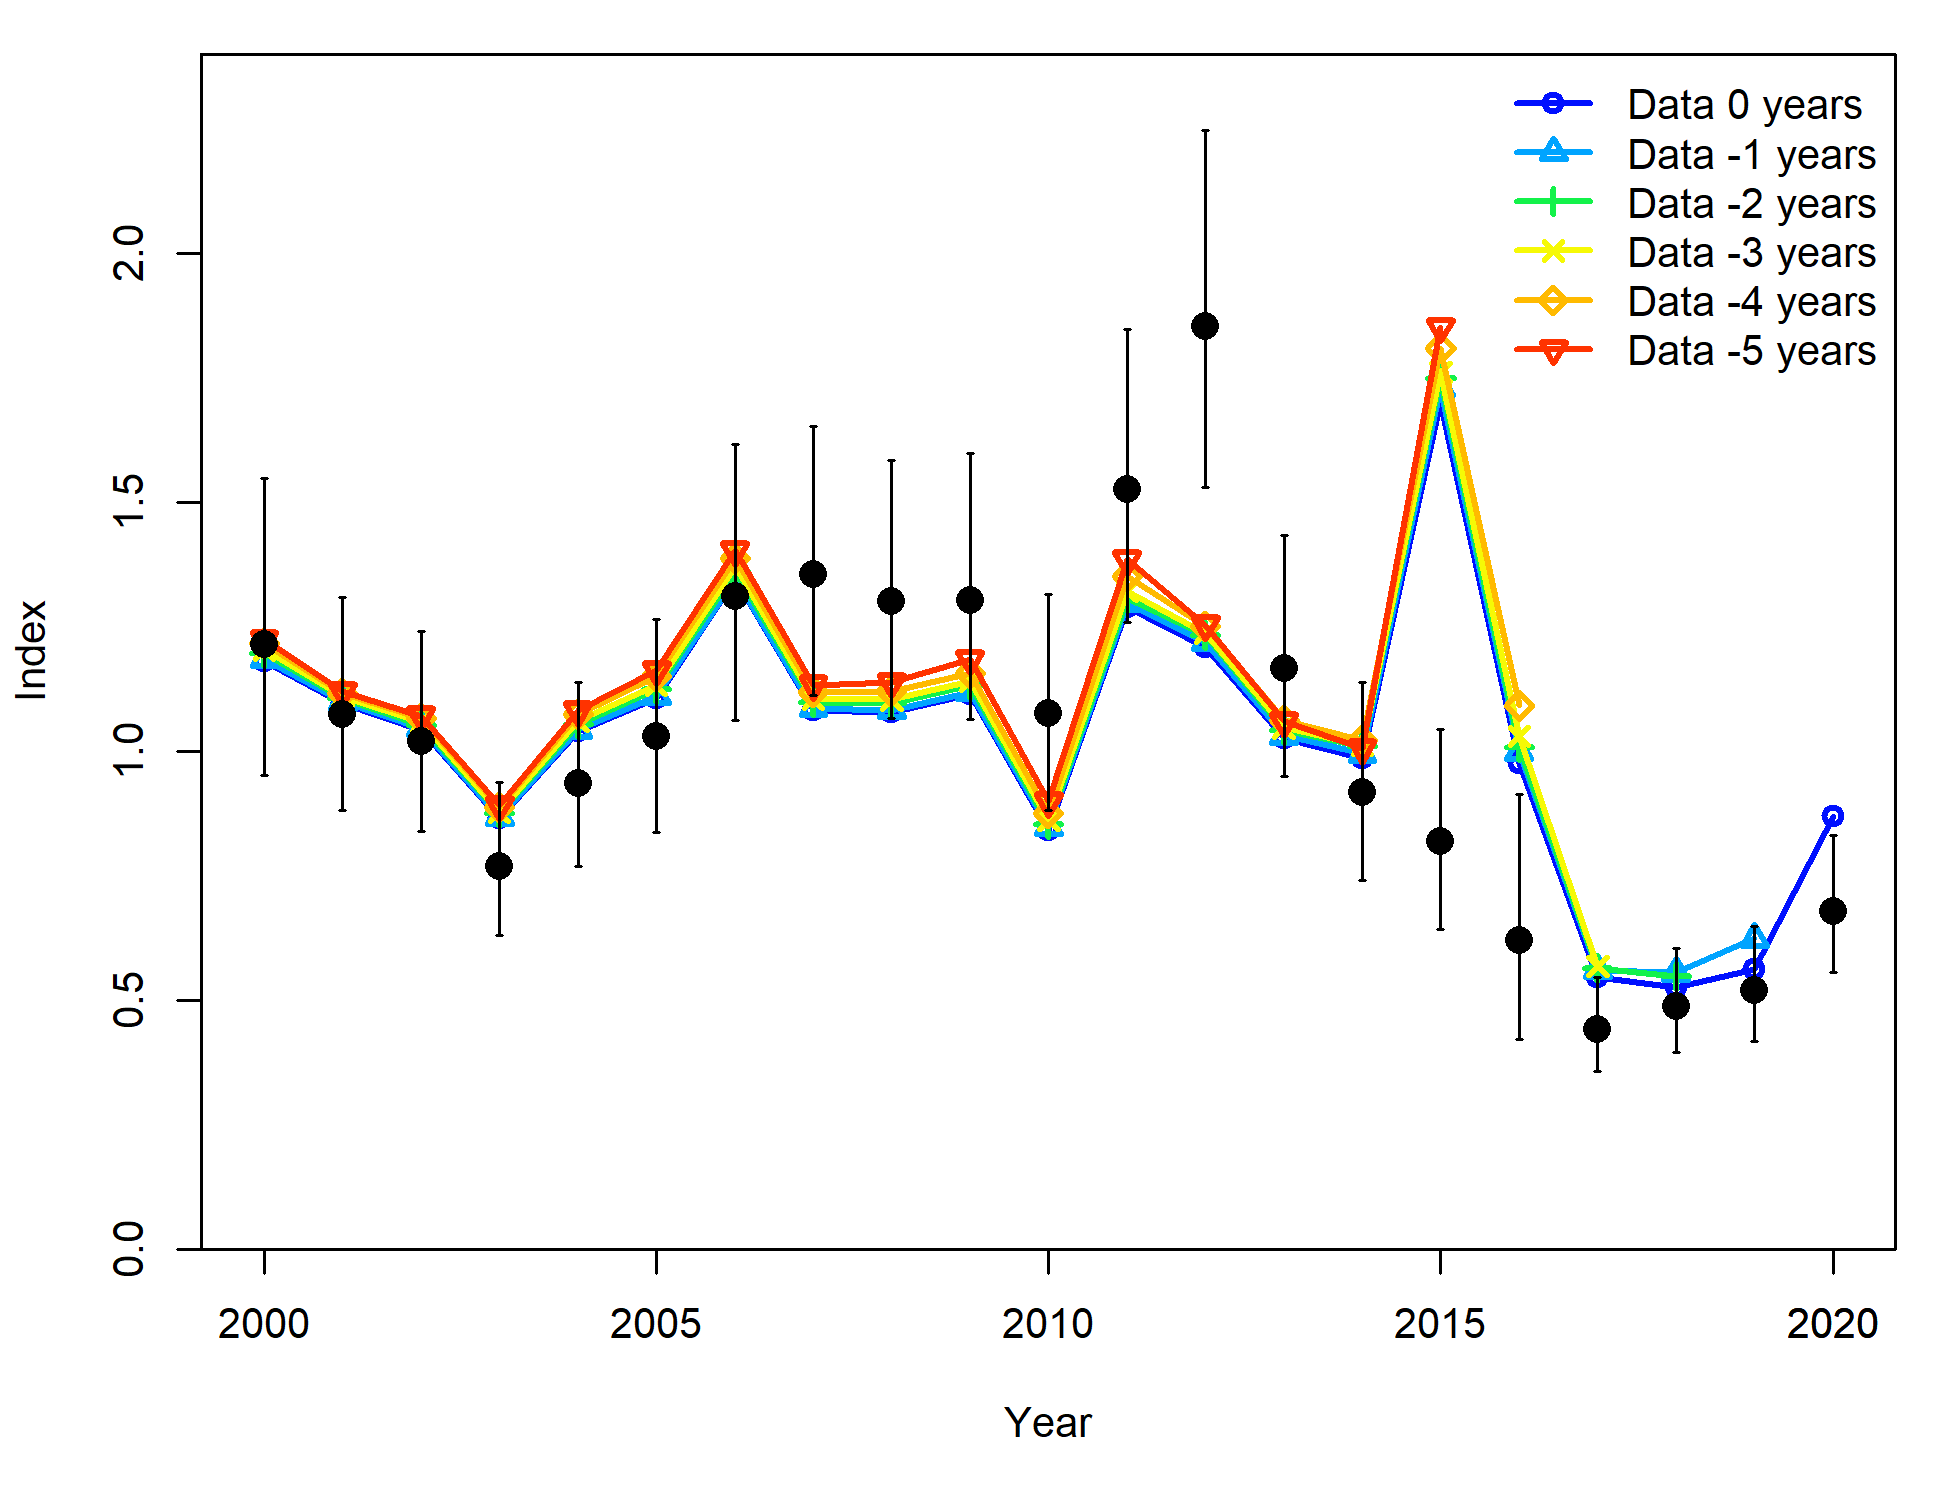 Data 0 years
Data -1 years
Data -2 years
Data -3 years
Data -4 years
Data -5 years
2.0
1.5
1.0
0.5
0.0
Index
2000 2005 2010 2015 2020
Year